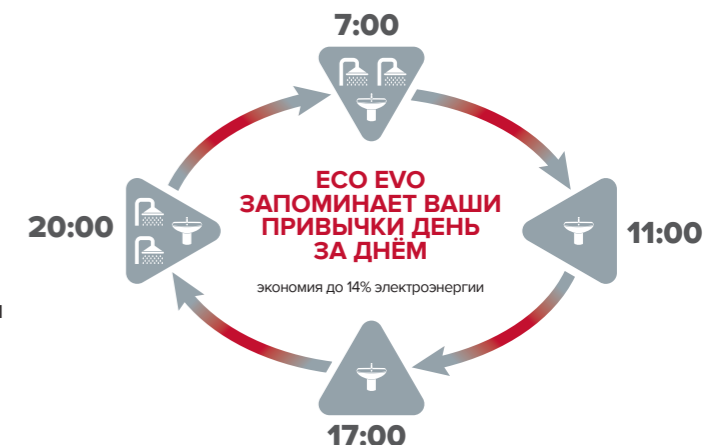 7:00
ECO EVO
ЗАПОМИНАЕТ ВАШИ
ПРИВЫЧКИ ДЕНЬ
ЗА ДНЁМ
20:00
11:00
экономия до 14% электроэнергии
17:00